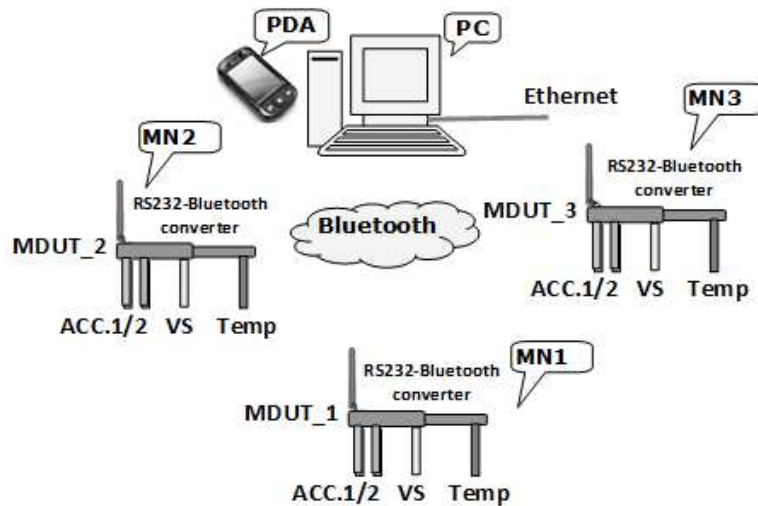 PDA
PC
Ethernet
MN3
MN2
RS232-Bluetooth
converter
RS232-Bluetooth
converter
MDUT_2
Bluetooth
MDUT_3
ACC.1/2 VS Temp
ACC.1/2 VS Temp
MN1
RS232-Bluetooth
converter
MDUT_1
ACC.1/2 VS Temp